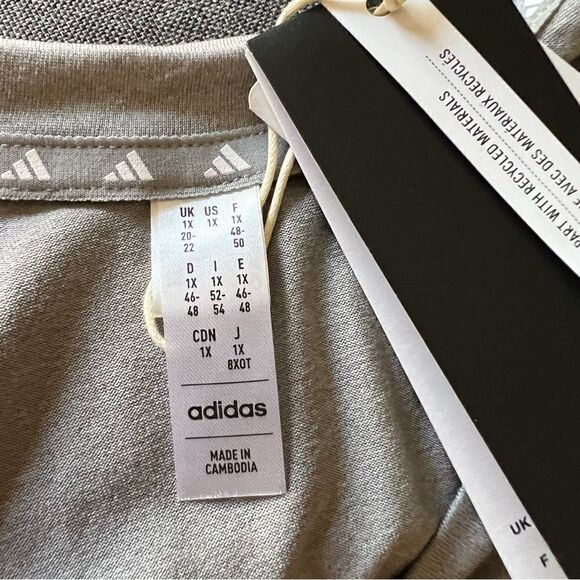 UK US F
1X 1X 1X
20- 48-
22 50
D I E
1X 1X 1X
46- 52- 46-
48 54 48
CDN J
1X 1X
8XOT
adidas
MADE IN
CAMBODIA
PART WITH RECYCLED MATERIALS
AVEC DES MATERIAUX RECYCLES
UK
F